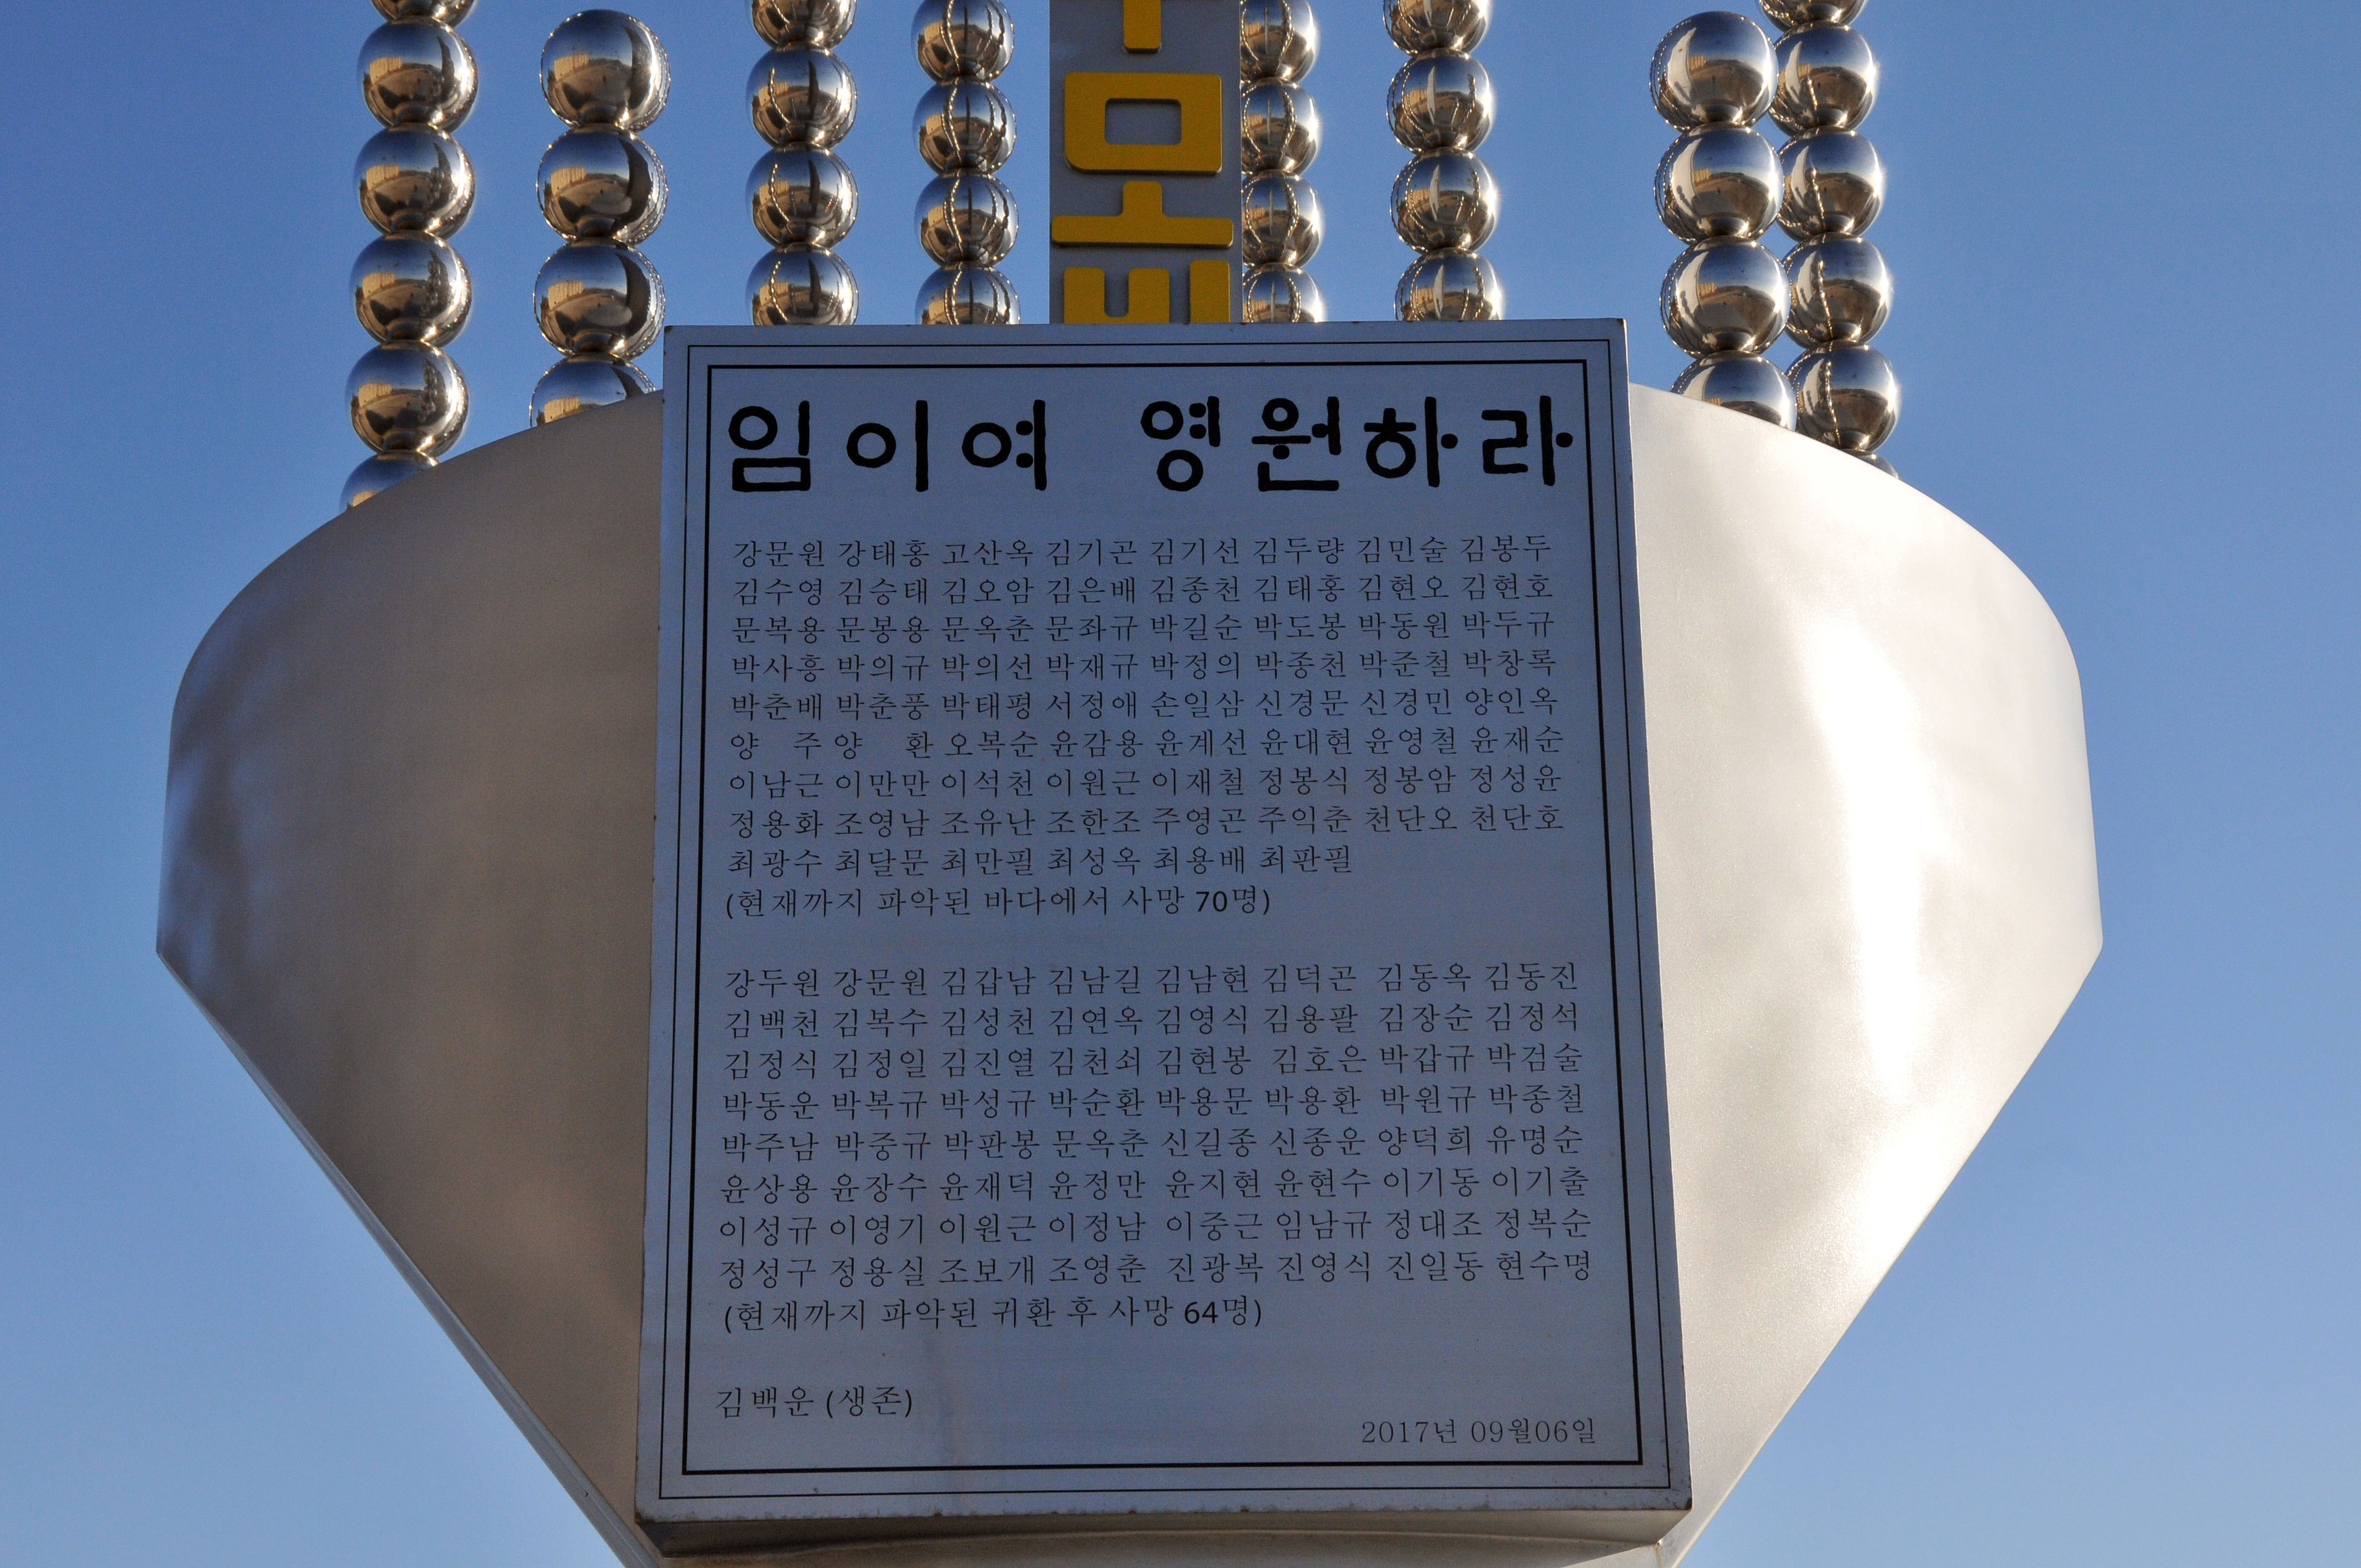 모
임이여 영원하라
강문원 강태홍 고산옥 김기곤 김기선 김두량 김민술 김봉두
김수영 김승태 김오암 김은배 김종천 김태홍 김현오 김현호
문복용 문봉용 문옥춘 문좌규 박길순 박도봉 박동원 박두규
박사흥 박의규 박의선 박재규 박정의 박종천 박준철 박창록
박춘배 박춘풍 박태평 서정애 손일삼 신경문 신경민 양인옥
양 주 양 환 오복순 윤감용 윤계선 윤대현 윤영철 윤재순
이남근 이만만 이석천 이원근 이재철 정봉식 정봉암 정성윤
정용화 조영남 조유난 조한조 주영곤 주익춘 천단오 천단호
최광수 최달문 최만필 최성옥 최용배 최판필
(현재까지 파악된 바다에서 사망 70명)
강두원 강문원 김갑남 김남길 김남현 김덕곤 김동옥 김동진
김백천 김복수 김성천 김연옥 김영식 김용팔 김장순 김정석
김정식 김정일 김진열 김천쇠 김현봉 김호은 박갑규 박검술
박동운 박복규 박성규 박순환 박용문 박용환 박원규 박종철
박주남 박중규 박판봉 문옥춘 신길종 신종운 양덕희 유명순
윤상용 윤장수 윤재덕 윤정만 윤지현 윤현수 이기동 이기출
이성규 이영기 이원근 이정남 이중근 임남규 정대조 정복순
정성구 정용실 조보개 조영춘 진광복 진영식 진일동 현수명
(현재까지 파악된 귀환 후 사망 64명)
김백운 (생존)
2017년 09월06일